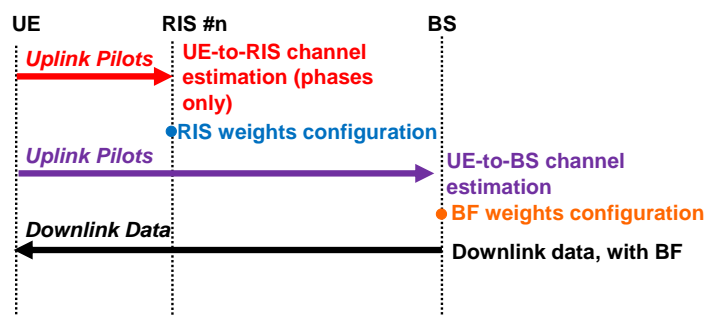 UE
RIS #n
BS
Uplink Pilots
UE-to-RIS channel
estimation (phases
only)
RIS weights configuration
Uplink Pilots
UE-to-BS channel
estimation
BF weights configuration
Downlink Data
Downlink data, with BF